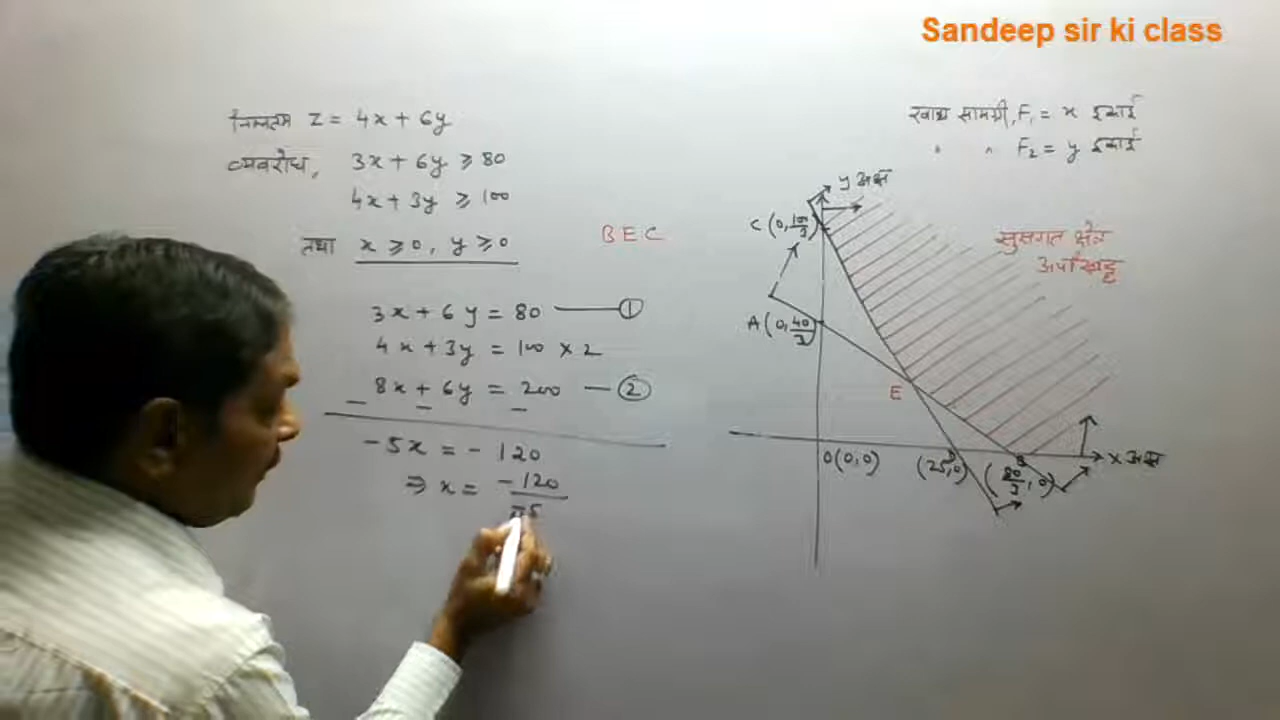 Sandeep sir ki class
निम्नतम Z = 4x + 6y
व्यवरोध, 3x + 6y ≥ 80
4x + 3y ≥ 100
तथा x ≥ 0, y ≥ 0
BEC
3x + 6y = 80 — ①
4x + 3y = 100 × 2
8x + 6y = 200 — ②
- - -
-5x = -120
⇒ x = -120/-5
खाद्य सामग्री, F₁ = x इकाई
" " F₂ = y इकाई
y अक्ष
C (0, 100/3)
सुसंगत क्षेत्र
अपरिबद्ध
A (0, 40/3)
E
O (0,0)
D (25,0)
B (80/3, 0)
x अक्ष